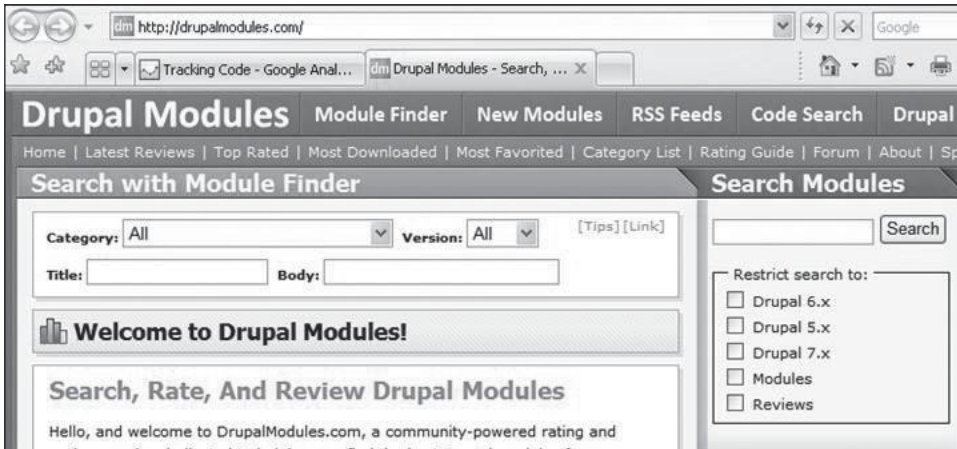 http://drupalmodules.com/
Google
Tracking Code - Google Anal...
Drupal Modules - Search, ...
Drupal Modules
Module Finder
New Modules
RSS Feeds
Code Search
Drupal
Home | Latest Reviews | Top Rated | Most Downloaded | Most Favorited | Category List | Rating Guide | Forum | About | Sp
Search with Module Finder
Category: All
Version: All
[Tips] [Link]
Title:
Body:
Welcome to Drupal Modules!
Search, Rate, And Review Drupal Modules
Hello, and welcome to DrupalModules.com, a community-powered rating and
Search Modules
Search
Restrict search to:
Drupal 6.x
Drupal 5.x
Drupal 7.x
Modules
Reviews